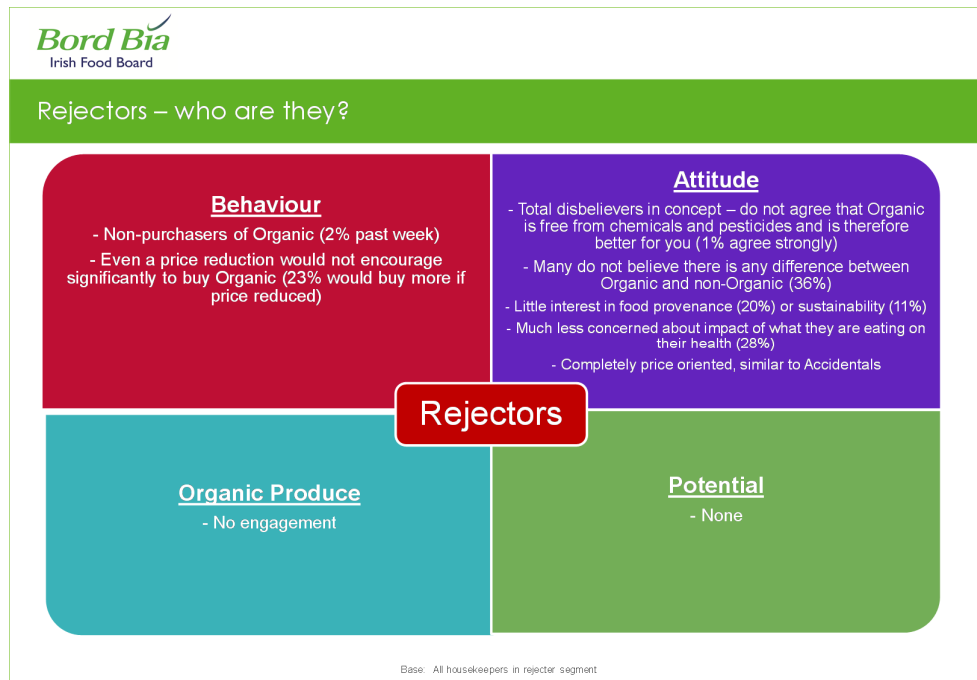 Bord Bia
Irish Food Board
Rejectors – who are they?
Behaviour
- Non-purchasers of Organic (2% past week)
- Even a price reduction would not encourage
significantly to buy Organic (23% would buy more if
price reduced)
Attitude
- Total disbelievers in concept – do not agree that Organic
is free from chemicals and pesticides and is therefore
better for you (1% agree strongly)
- Many do not believe there is any difference between
Organic and non-Organic (36%)
- Little interest in food provenance (20%) or sustainability (11%)
- Much less concerned about impact of what they are eating on
their health (28%)
- Completely price oriented, similar to Accidentals
Rejectors
Organic Produce
- No engagement
Potential
- None
Base: All housekeepers in rejecter segment